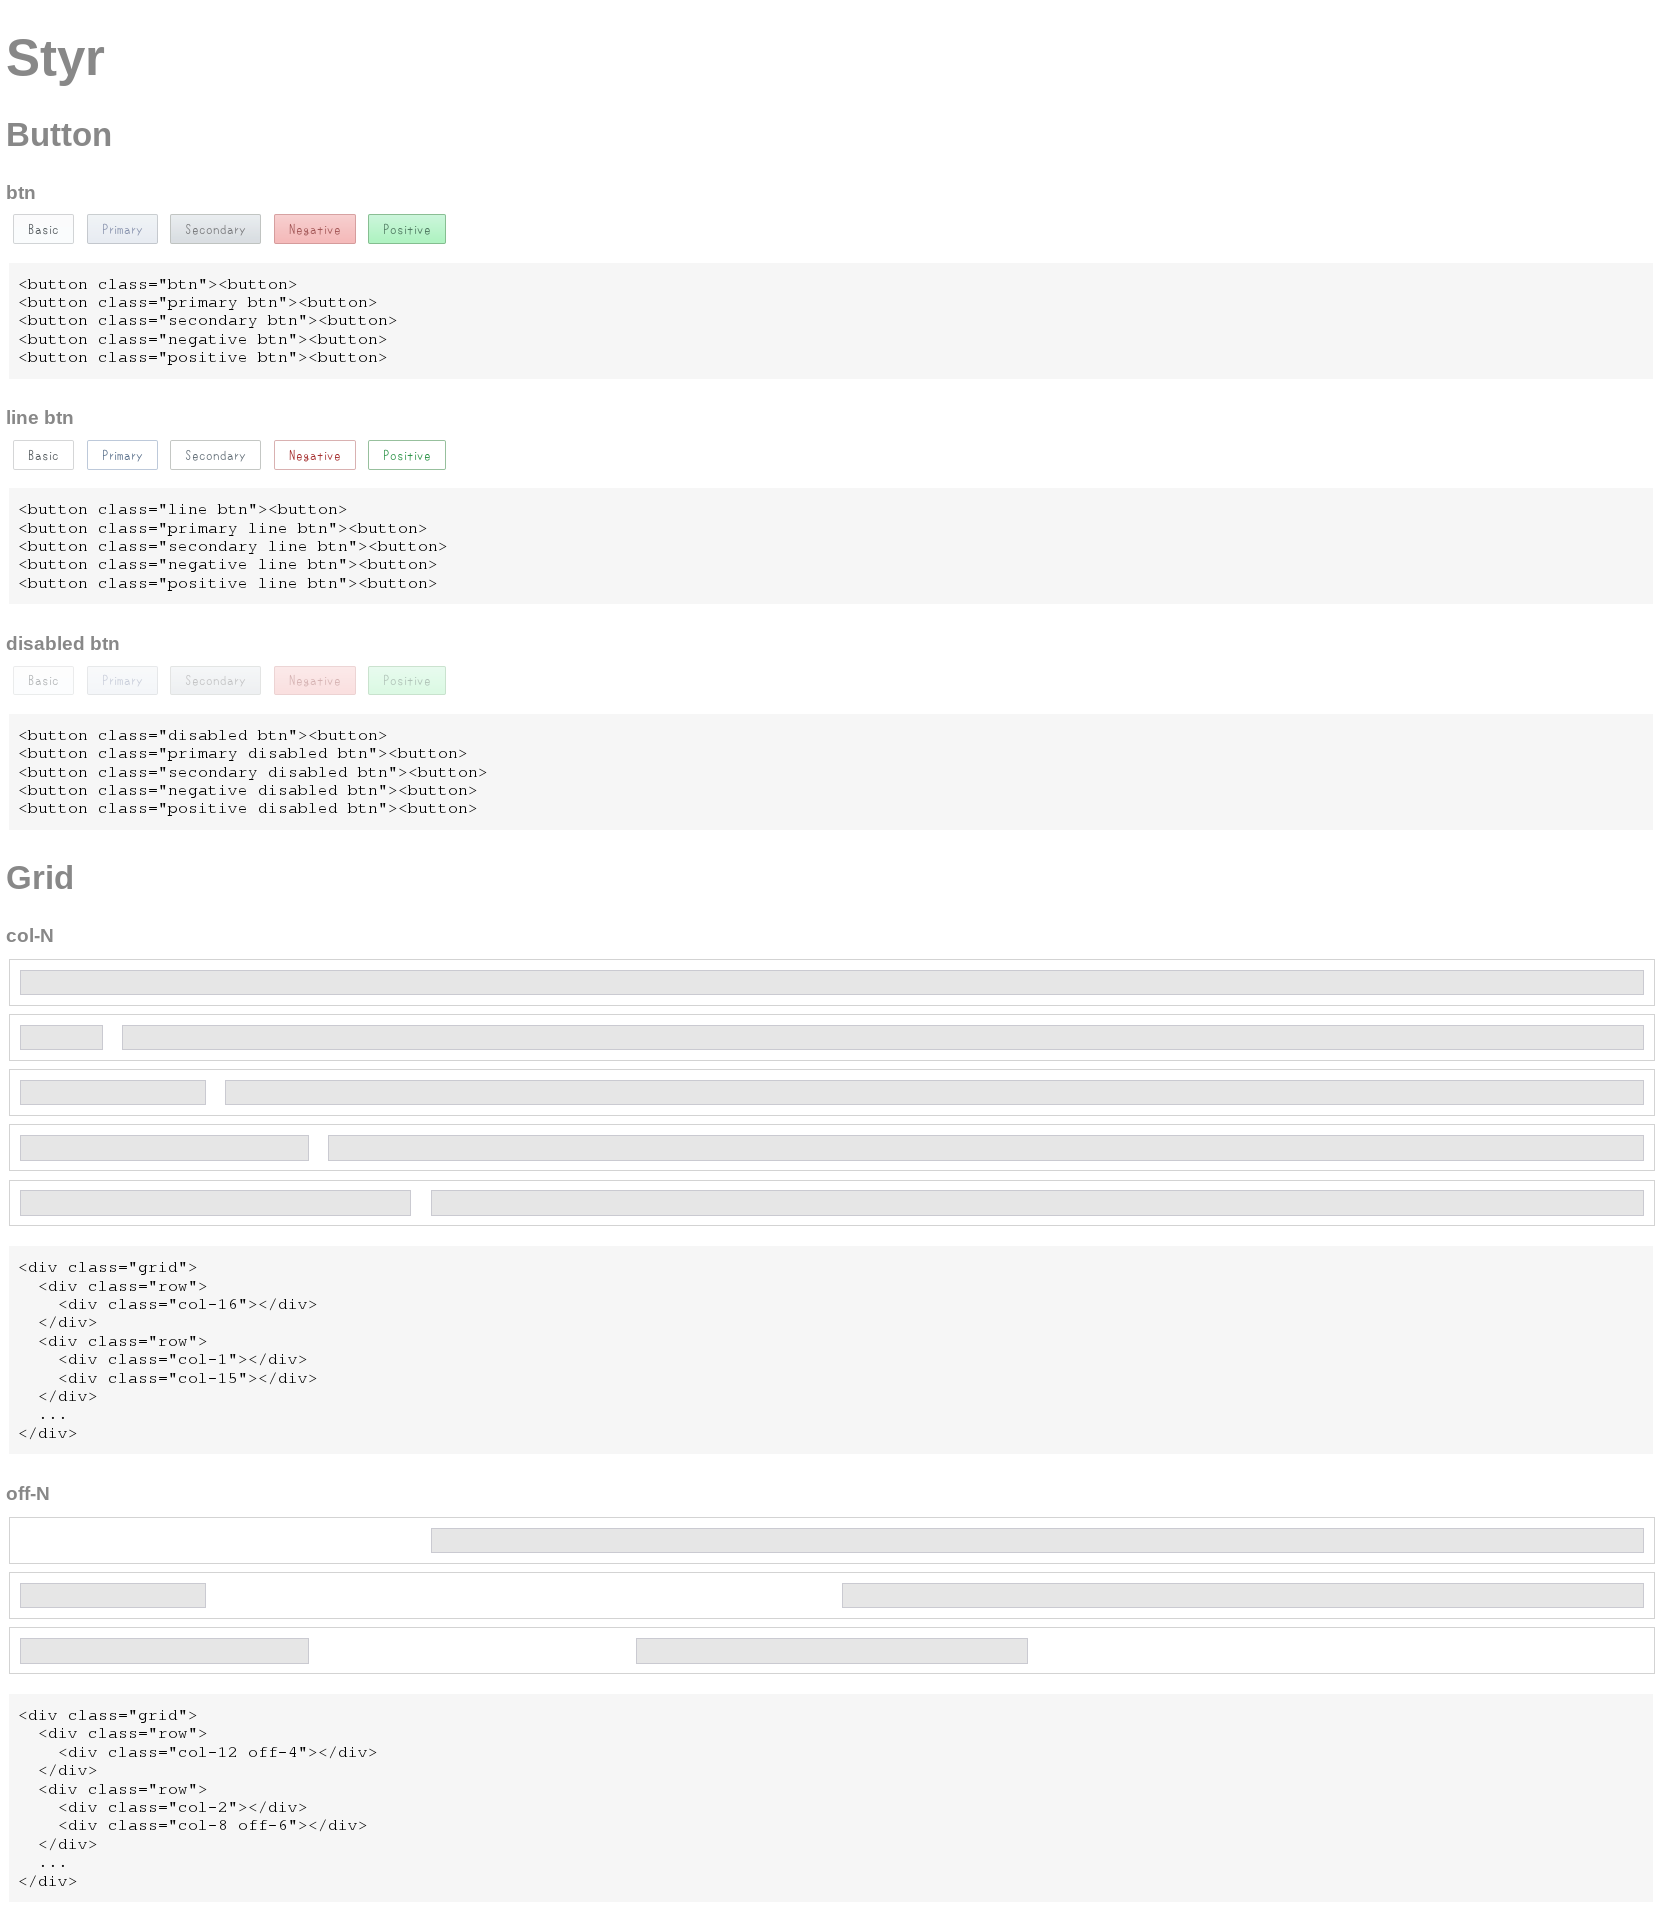 Styr
Button
btn
Basic Primary Secondary Negative Positive
<button class="btn"><button>
<button class="primary btn"><button>
<button class="secondary btn"><button>
<button class="negative btn"><button>
<button class="positive btn"><button>
line btn
Basic Primary Secondary Negative Positive
<button class="line btn"><button>
<button class="primary line btn"><button>
<button class="secondary line btn"><button>
<button class="negative line btn"><button>
<button class="positive line btn"><button>
disabled btn
Basic Primary Secondary Negative Positive
<button class="disabled btn"><button>
<button class="primary disabled btn"><button>
<button class="secondary disabled btn"><button>
<button class="negative disabled btn"><button>
<button class="positive disabled btn"><button>
Grid
col-N
<div class="grid">
  <div class="row">
    <div class="col-16"></div>
  </div>
  <div class="row">
    <div class="col-1"></div>
    <div class="col-15"></div>
  </div>
  ...
</div>
off-N
<div class="grid">
  <div class="row">
    <div class="col-12 off-4"></div>
  </div>
  <div class="row">
    <div class="col-2"></div>
    <div class="col-8 off-6"></div>
  </div>
  ...
</div>